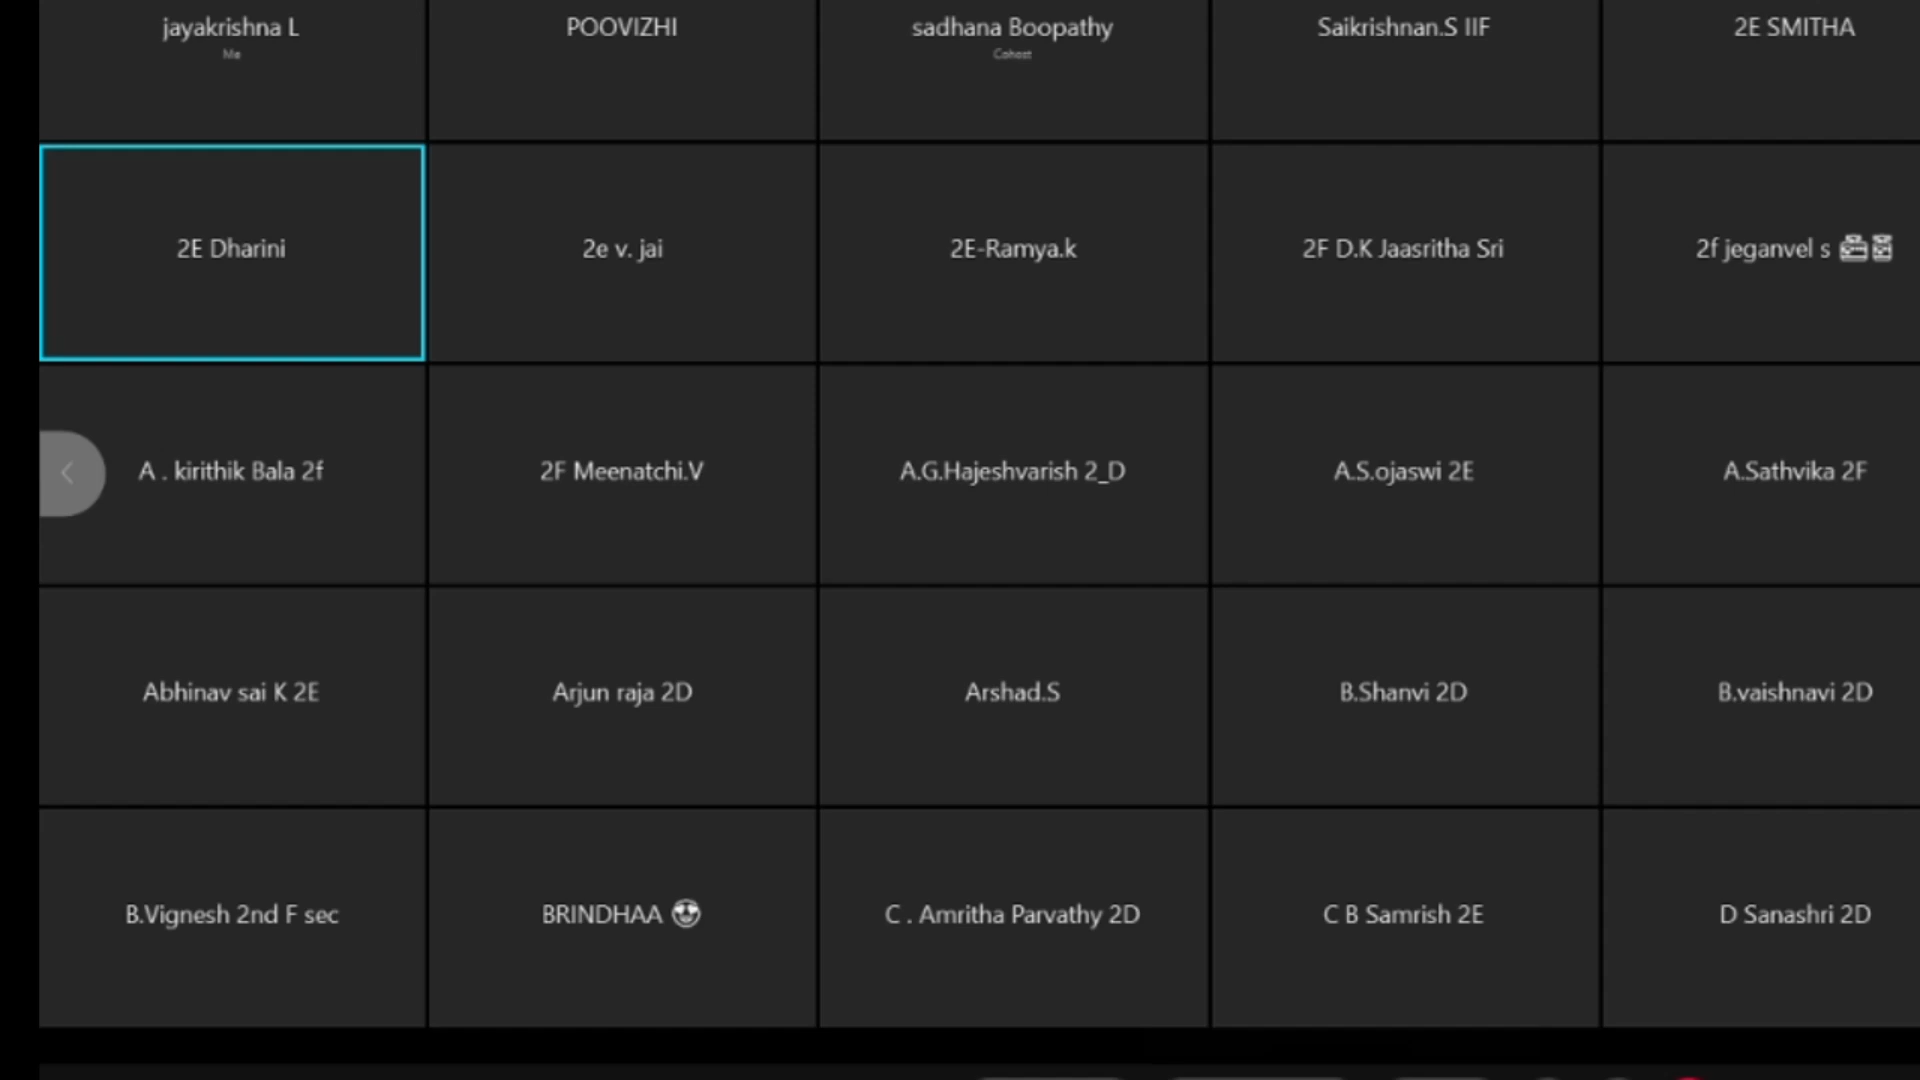 jayakrishna L
Me
POOVIZHI
sadhana Boopathy
Cohost
Saikrishnan.S IIF
2E SMITHA
2E Dharini
2e v. jai
2E-Ramya.k
2F D.K Jaasritha Sri
2f jeganvel s
A . kirithik Bala 2f
2F Meenatchi.V
A.G.Hajeshvarish 2_D
A.S.ojaswi 2E
A.Sathvika 2F
Abhinav sai K 2E
Arjun raja 2D
Arshad.S
B.Shanvi 2D
B.vaishnavi 2D
B.Vignesh 2nd F sec
BRINDHAA 😍
C . Amritha Parvathy 2D
C B Samrish 2E
D Sanashri 2D